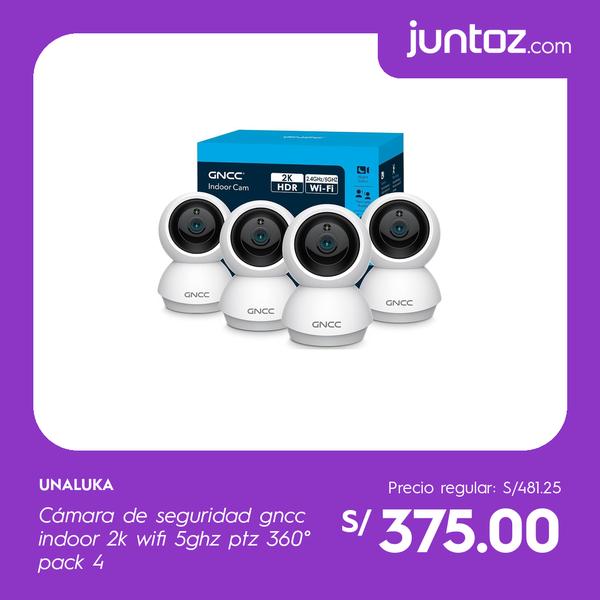 juntoz.com
GNCC
Indoor Cam
2K
HDR
2.4GHz/5GHz
Wi-Fi
GNCC
GNCC
GNCC
GNCC
UNALUKA
Cámara de seguridad gncc
indoor 2k wifi 5ghz ptz 360°
pack 4
Precio regular: S/481.25
S/ 375.00